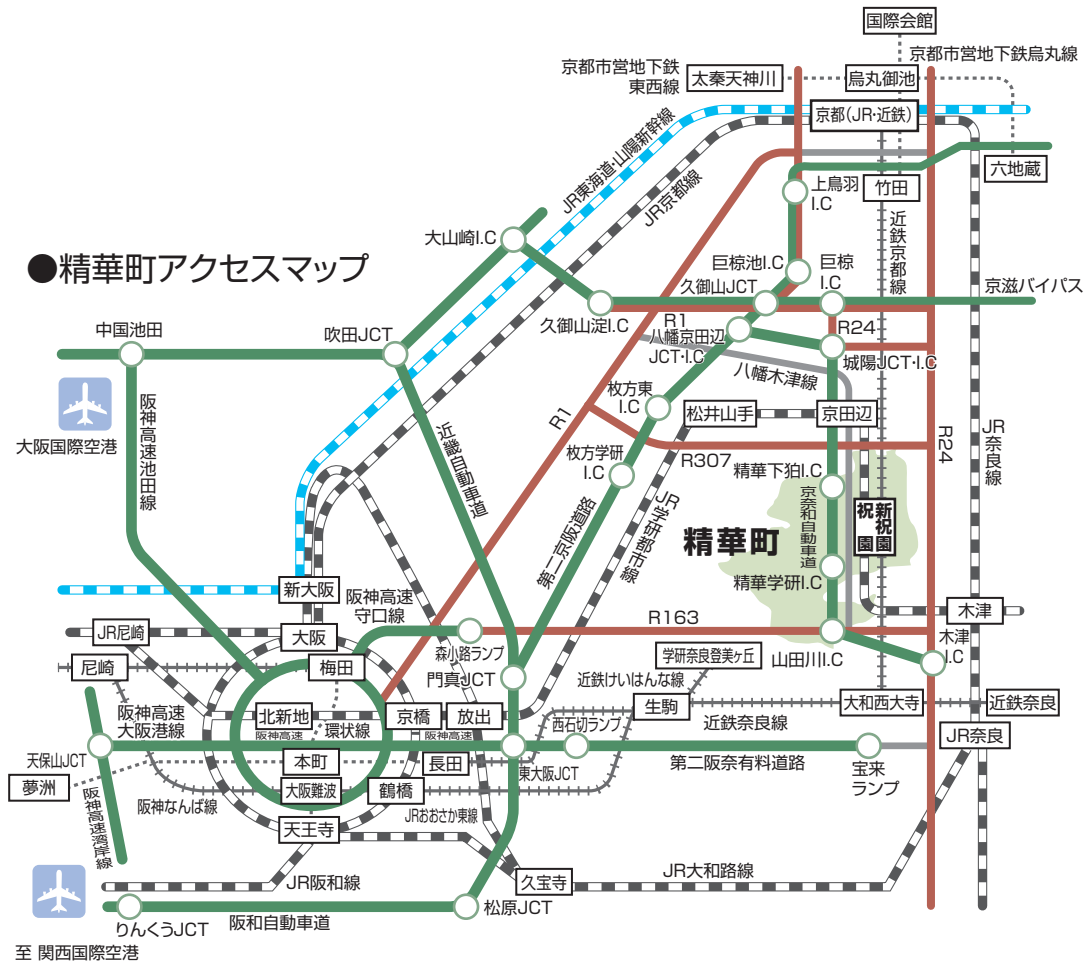 国際会館
京都市営地下鉄烏丸線
京都市営地下鉄
東西線
太秦天神川
烏丸御池
京都(JR・近鉄)
六地蔵
竹田
上鳥羽
I.C
JR東海道・山陽新幹線
JR京都線
近鉄京都線
大山崎I.C
●精華町アクセスマップ
巨椋池I.C
巨椋
I.C
久御山JCT
京滋バイパス
久御山淀I.C
R1
R24
八幡京田辺
JCT・I.C
城陽JCT・I.C
中国池田
吹田JCT
八幡木津線
大阪国際空港
阪神高速池田線
近畿自動車道
枚方東
I.C
R1
松井山手
京田辺
R24
JR奈良線
枚方学研
I.C
R307
精華下狛I.C
第二京阪道路
JR学研都市線
京奈和自動車道
祝園
新祝園
精華町
精華学研I.C
新大阪
阪神高速
守口線
木津
JR尼崎
大阪
R163
木津
I.C
森小路ランプ
山田川I.C
尼崎
梅田
門真JCT
学研奈良登美ヶ丘
近鉄けいはんな線
阪神高速
大阪港線
北新地
環状線
京橋
放出
西石切ランプ
生駒
近鉄奈良線
大和西大寺
近鉄奈良
阪神高速
阪神高速
JR奈良
天保山JCT
本町
長田
東大阪JCT
第二阪奈有料道路
宝来
ランプ
夢洲
阪神なんば線
大阪難波
鶴橋
JRおおさか東線
阪神高速湾岸線
天王寺
JR阪和線
久宝寺
JR大和路線
りんくうJCT
阪和自動車道
松原JCT
至 関西国際空港